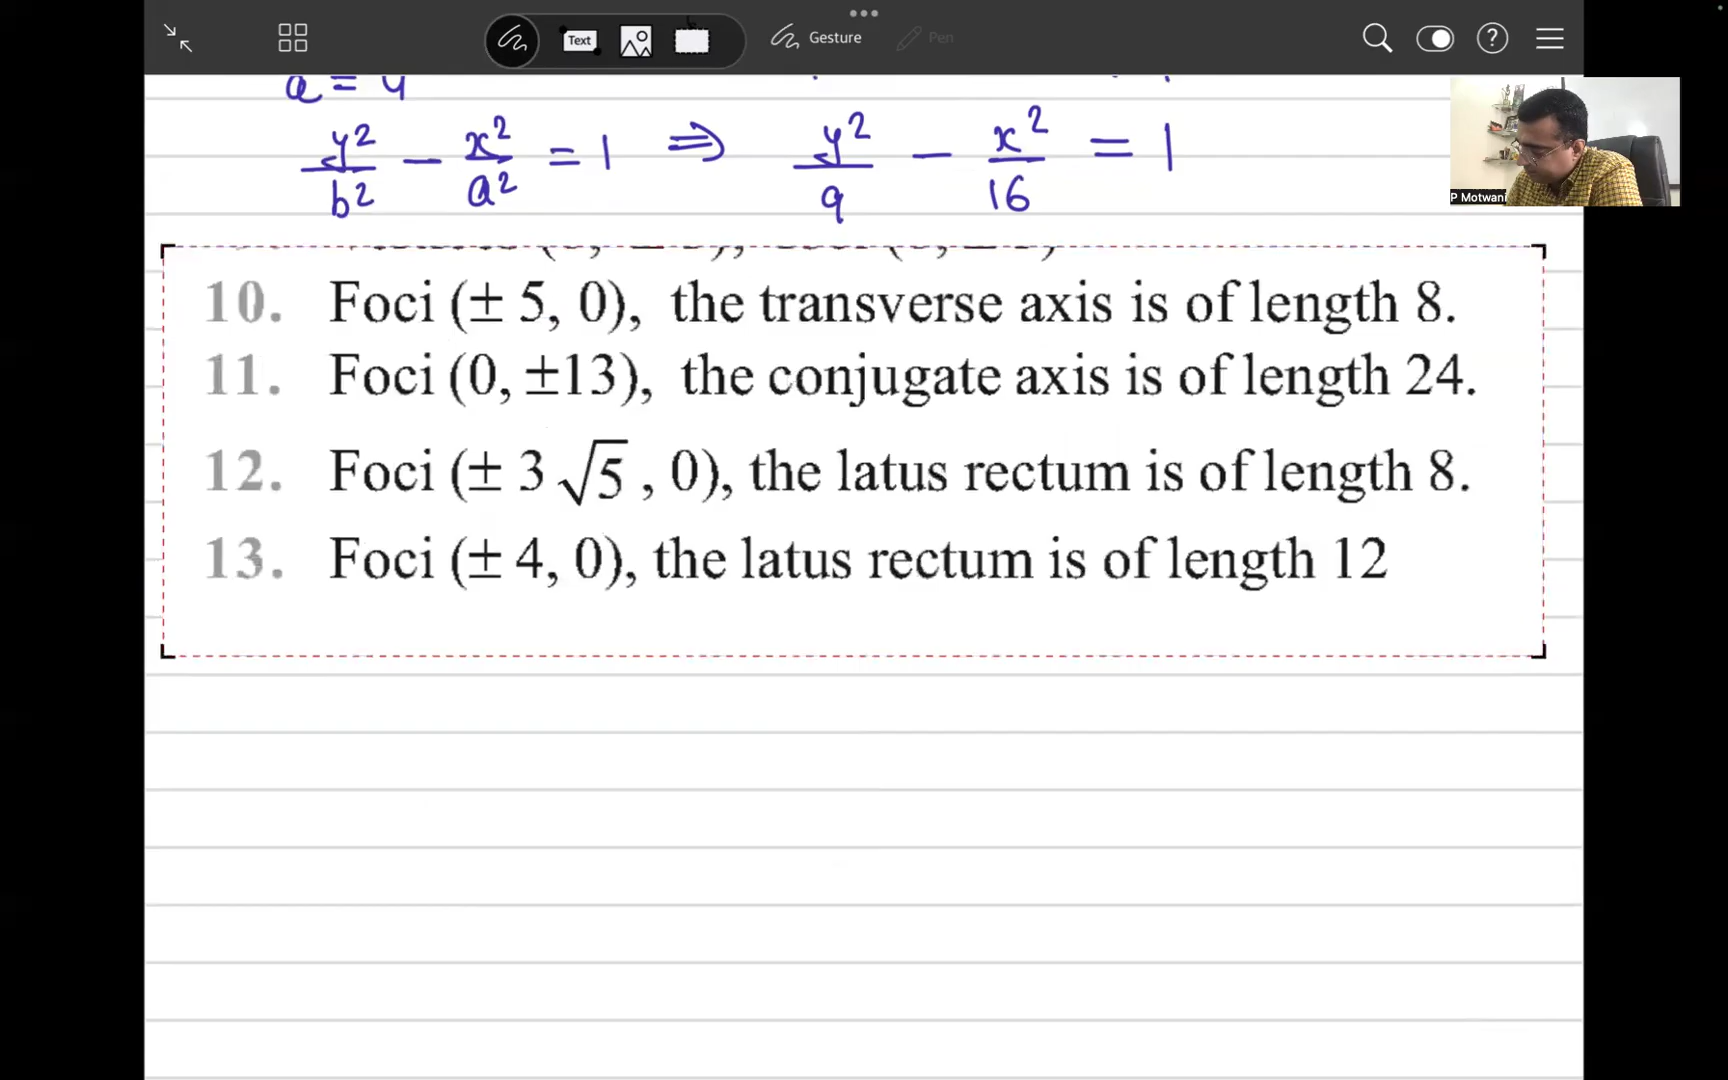 Text
Gesture
Pen
a = 4
y²/b² − x²/a² = 1 ⇒ y²/9 − x²/16 = 1
P Motwani
10. Foci (± 5, 0), the transverse axis is of length 8.
11. Foci (0, ±13), the conjugate axis is of length 24.
12. Foci (± 3 √5 , 0), the latus rectum is of length 8.
13. Foci (± 4, 0), the latus rectum is of length 12